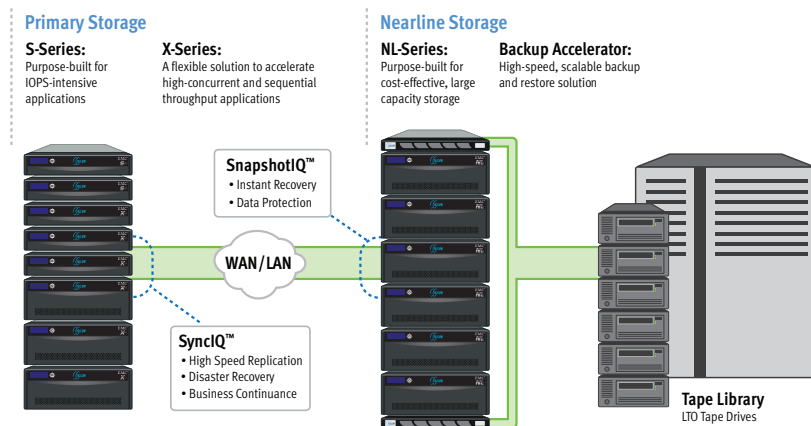 Primary Storage
S-Series:
Purpose-built for
IOPS-intensive
applications
X-Series:
A flexible solution to accelerate
high-concurrent and sequential
throughput applications
Nearline Storage
NL-Series:
Purpose-built for
cost-effective, large
capacity storage
Backup Accelerator:
High-speed, scalable backup
and restore solution
SnapshotIQ™
• Instant Recovery
• Data Protection
WAN/LAN
SyncIQ™
• High Speed Replication
• Disaster Recovery
• Business Continuance
Tape Library
LTO Tape Drives